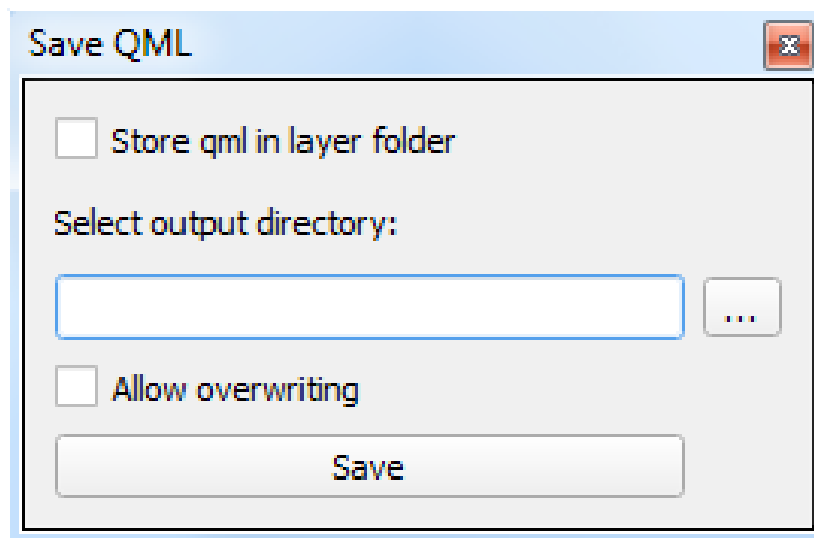 Save QML
Store qml in layer folder
Select output directory:
...
Allow overwriting
Save